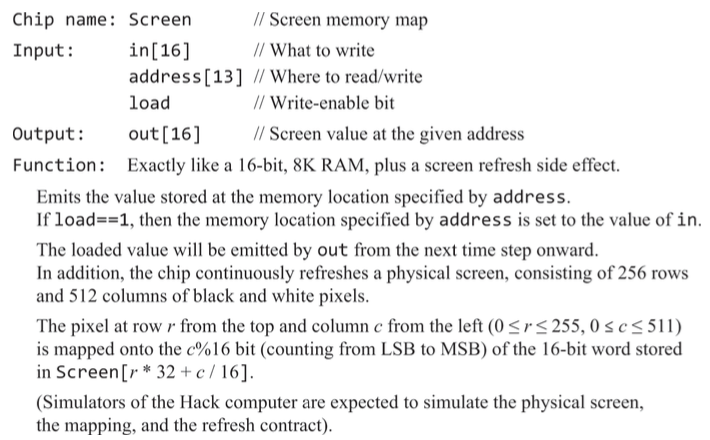 Chip name: Screen // Screen memory map
Input: in[16] // What to write
address[13] // Where to read/write
load // Write-enable bit
Output: out[16] // Screen value at the given address
Function: Exactly like a 16-bit, 8K RAM, plus a screen refresh side effect.
Emits the value stored at the memory location specified by address.
If load==1, then the memory location specified by address is set to the value of in.
The loaded value will be emitted by out from the next time step onward.
In addition, the chip continuously refreshes a physical screen, consisting of 256 rows
and 512 columns of black and white pixels.
The pixel at row r from the top and column c from the left (0 ≤ r ≤ 255, 0 ≤ c ≤ 511)
is mapped onto the c%16 bit (counting from LSB to MSB) of the 16-bit word stored
in Screen[r * 32 + c / 16].
(Simulators of the Hack computer are expected to simulate the physical screen,
the mapping, and the refresh contract).